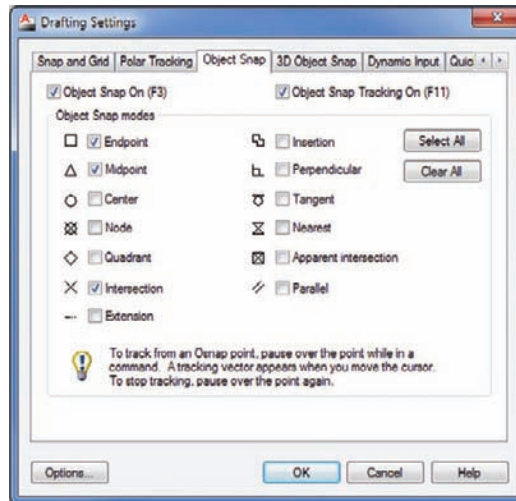 Drafting Settings
Snap and Grid Polar Tracking Object Snap 3D Object Snap Dynamic Input Quic
Object Snap On (F3) Object Snap Tracking On (F11)
Object Snap modes
Endpoint Insertion Select All
Midpoint Perpendicular Clear All
Center Tangent
Node Nearest
Quadrant Apparent intersection
Intersection Parallel
Extension
To track from an Osnap point, pause over the point while in a
command. A tracking vector appears when you move the cursor.
To stop tracking, pause over the point again.
Options... OK Cancel Help